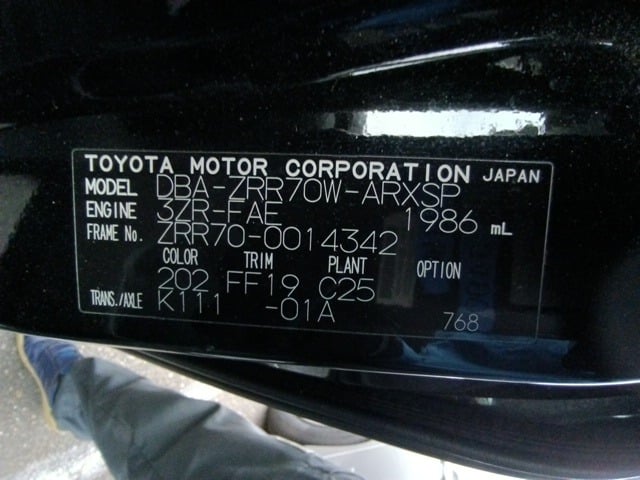 TOYOTA MOTOR CORPORATION JAPAN
MODEL DBA-ZRR70W-ARXSP
ENGINE 3ZR-FAE 1986 mL
FRAME No. ZRR70-0014342
COLOR TRIM PLANT OPTION
202 FF19 C25
TRANS./AXLE K111 -01A
768